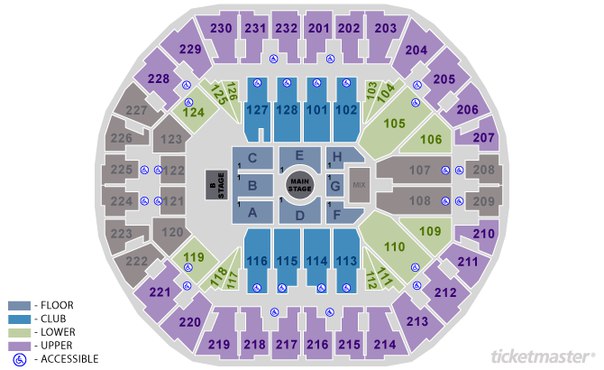 230 231 232 201 202 203
229 204
228 205
227 206
226 207
225 208
224 209
223 210
222 211
221 212
220 213
219 218 217 216 215 214
124 125 126 127 128 101 102 103 104 105 106
123 122 121 120
107
108
119 118 117 116 115 114 113 112 111 110 109
C E H
B G
A D F
1 1 1
1 1 1
B STAGE
MAIN
STAGE
MIX
- FLOOR
- CLUB
- LOWER
- UPPER
- ACCESSIBLE
ticketmaster®